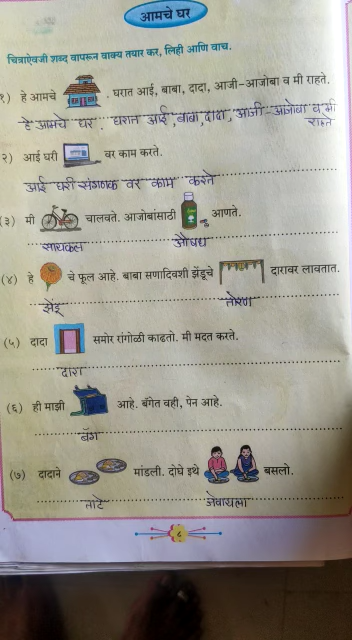 आमचे घर
चित्राऐवजी शब्द वापरून वाक्य तयार कर, लिही आणि वाच.
१) हे आमचे . घरात आई, बाबा, दादा, आजी-आजोबा व मी राहते.
हे आमचे घर . घरात आई, बाबा, दादा, आजी आजोबा व मी
राहते
२) आई घरी वर काम करते.
आई घरी संगणक वर काम करते
(३) मी चालवते. आजोबांसाठी आणते.
सायकल औषध
(४) हे चे फूल आहे. बाबा सणादिवशी झेंडूचे दारावर लावतात.
झेंडू तोरण
(५) दादा समोर रांगोळी काढतो. मी मदत करते.
दारा
(६) ही माझी आहे. बॅगेत वही, पेन आहे.
बॅग
(७) दादाने मांडली. दोघे इथे बसलो.
ताटे जेवायला
८